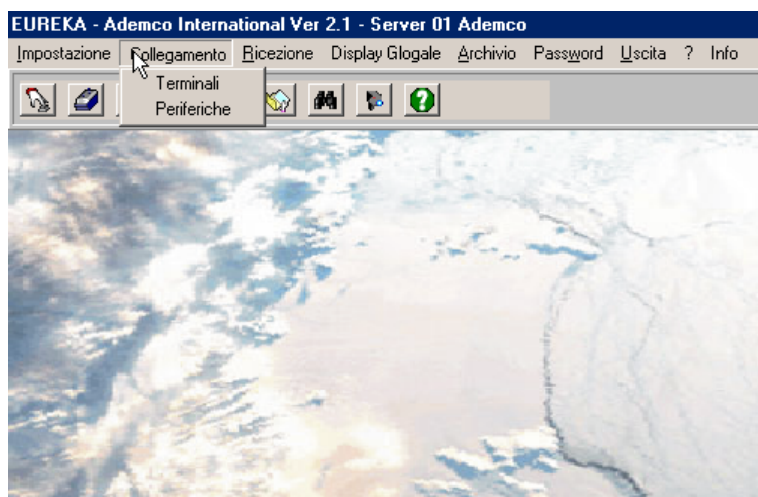 EUREKA - Ademco International Ver 2.1 - Server 01 Ademco
Impostazione Collegamento Ricezione Display Glogale Archivio Password Uscita ? Info
Terminali
Periferiche